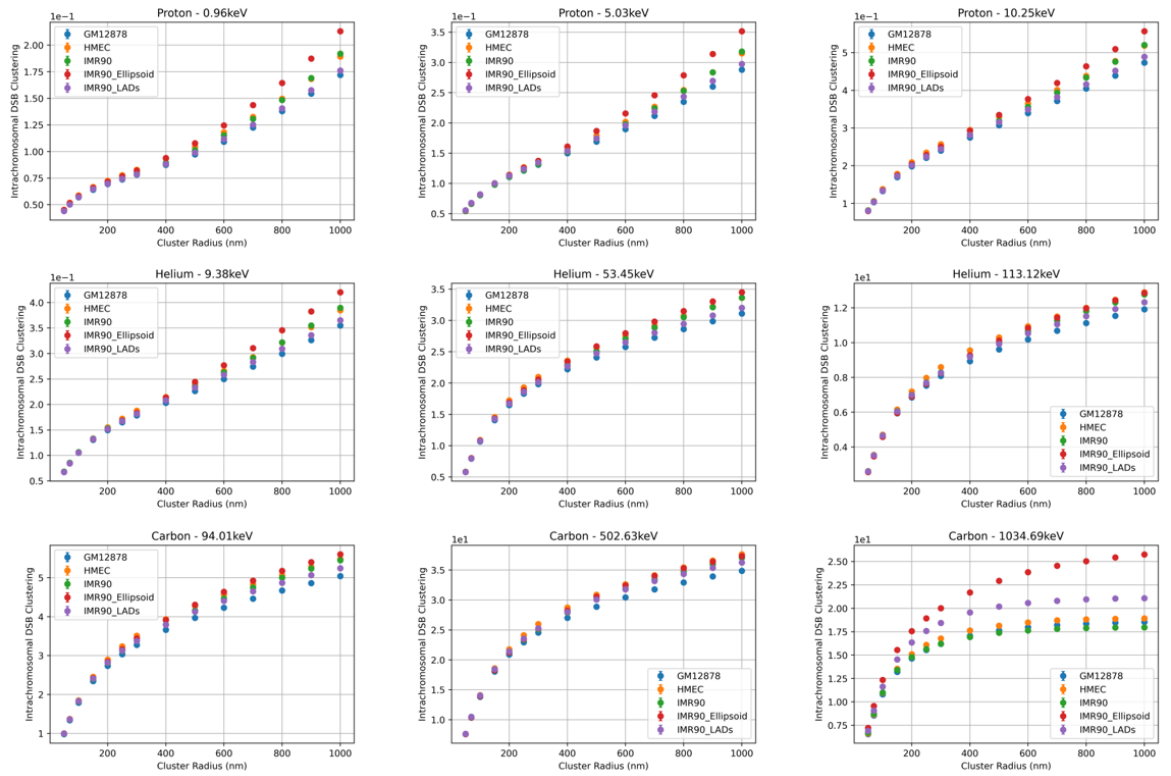 Proton - 0.96keV
1e−1
Intrachromosomal DSB Clustering
2.00
1.75
1.50
1.25
1.00
0.75
0.50
GM12878
HMEC
IMR90
IMR90_Ellipsoid
IMR90_LADs
200 400 600 800 1000
Cluster Radius (nm)
Proton - 5.03keV
1e−1
Intrachromosomal DSB Clustering
3.5
3.0
2.5
2.0
1.5
1.0
0.5
GM12878
HMEC
IMR90
IMR90_Ellipsoid
IMR90_LADs
200 400 600 800 1000
Cluster Radius (nm)
Proton - 10.25keV
1e−1
Intrachromosomal DSB Clustering
5
4
3
2
1
GM12878
HMEC
IMR90
IMR90_Ellipsoid
IMR90_LADs
200 400 600 800 1000
Cluster Radius (nm)
Helium - 9.38keV
1e−1
Intrachromosomal DSB Clustering
4.0
3.5
3.0
2.5
2.0
1.5
1.0
0.5
GM12878
HMEC
IMR90
IMR90_Ellipsoid
IMR90_LADs
200 400 600 800 1000
Cluster Radius (nm)
Helium - 53.45keV
Intrachromosomal DSB Clustering
3.5
3.0
2.5
2.0
1.5
1.0
0.5
GM12878
HMEC
IMR90
IMR90_Ellipsoid
IMR90_LADs
200 400 600 800 1000
Cluster Radius (nm)
Helium - 113.12keV
1e1
Intrachromosomal DSB Clustering
1.2
1.0
0.8
0.6
0.4
GM12878
HMEC
IMR90
IMR90_Ellipsoid
IMR90_LADs
200 400 600 800 1000
Cluster Radius (nm)
Carbon - 94.01keV
Intrachromosomal DSB Clustering
5
4
3
2
1
GM12878
HMEC
IMR90
IMR90_Ellipsoid
IMR90_LADs
200 400 600 800 1000
Cluster Radius (nm)
Carbon - 502.63keV
1e1
Intrachromosomal DSB Clustering
3.5
3.0
2.5
2.0
1.5
1.0
GM12878
HMEC
IMR90
IMR90_Ellipsoid
IMR90_LADs
200 400 600 800 1000
Cluster Radius (nm)
Carbon - 1034.69keV
1e1
Intrachromosomal DSB Clustering
2.50
2.25
2.00
1.75
1.50
1.25
1.00
0.75
GM12878
HMEC
IMR90
IMR90_Ellipsoid
IMR90_LADs
200 400 600 800 1000
Cluster Radius (nm)